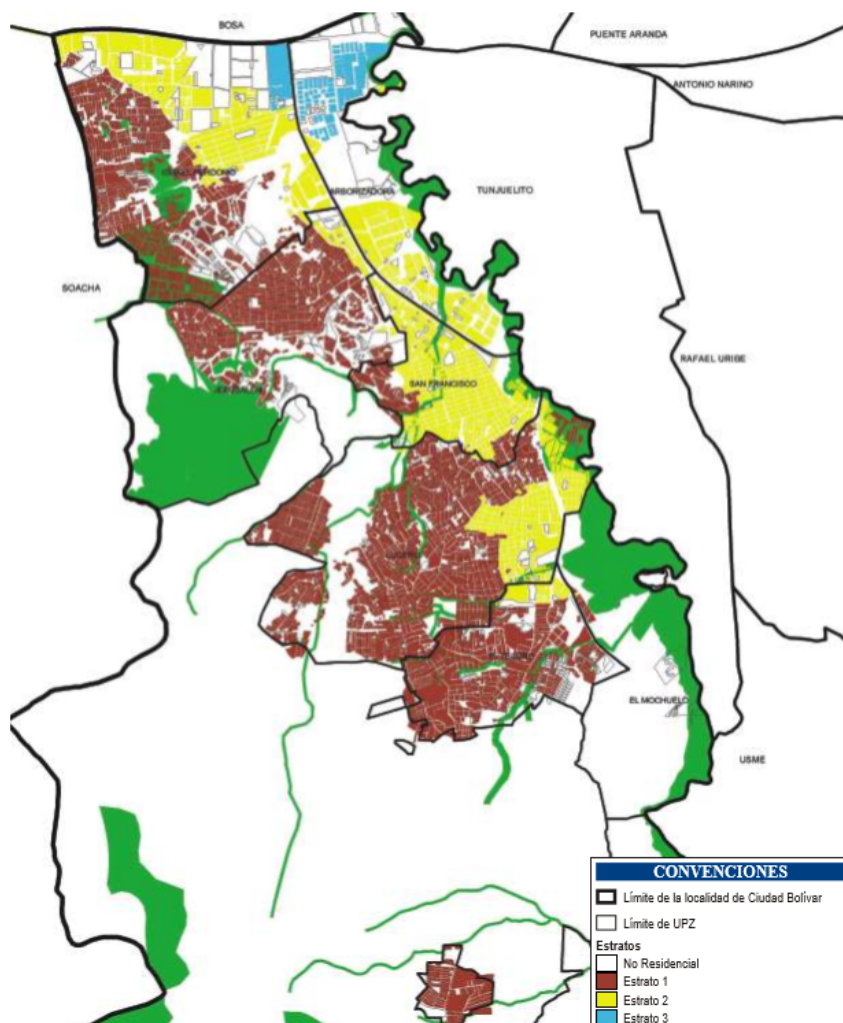 BOSA
PUENTE ARANDA
ANTONIO NARINO
ARBORIZADORA
TUNJUELITO
SOACHA
RAFAEL URIBE
SAN FRANCISCO
LUCERO
EL MOCHUELO
USME
CONVENCIONES
Límite de la localidad de Ciudad Bolívar
Límite de UPZ
Estratos
No Residencial
Estrato 1
Estrato 2
Estrato 3